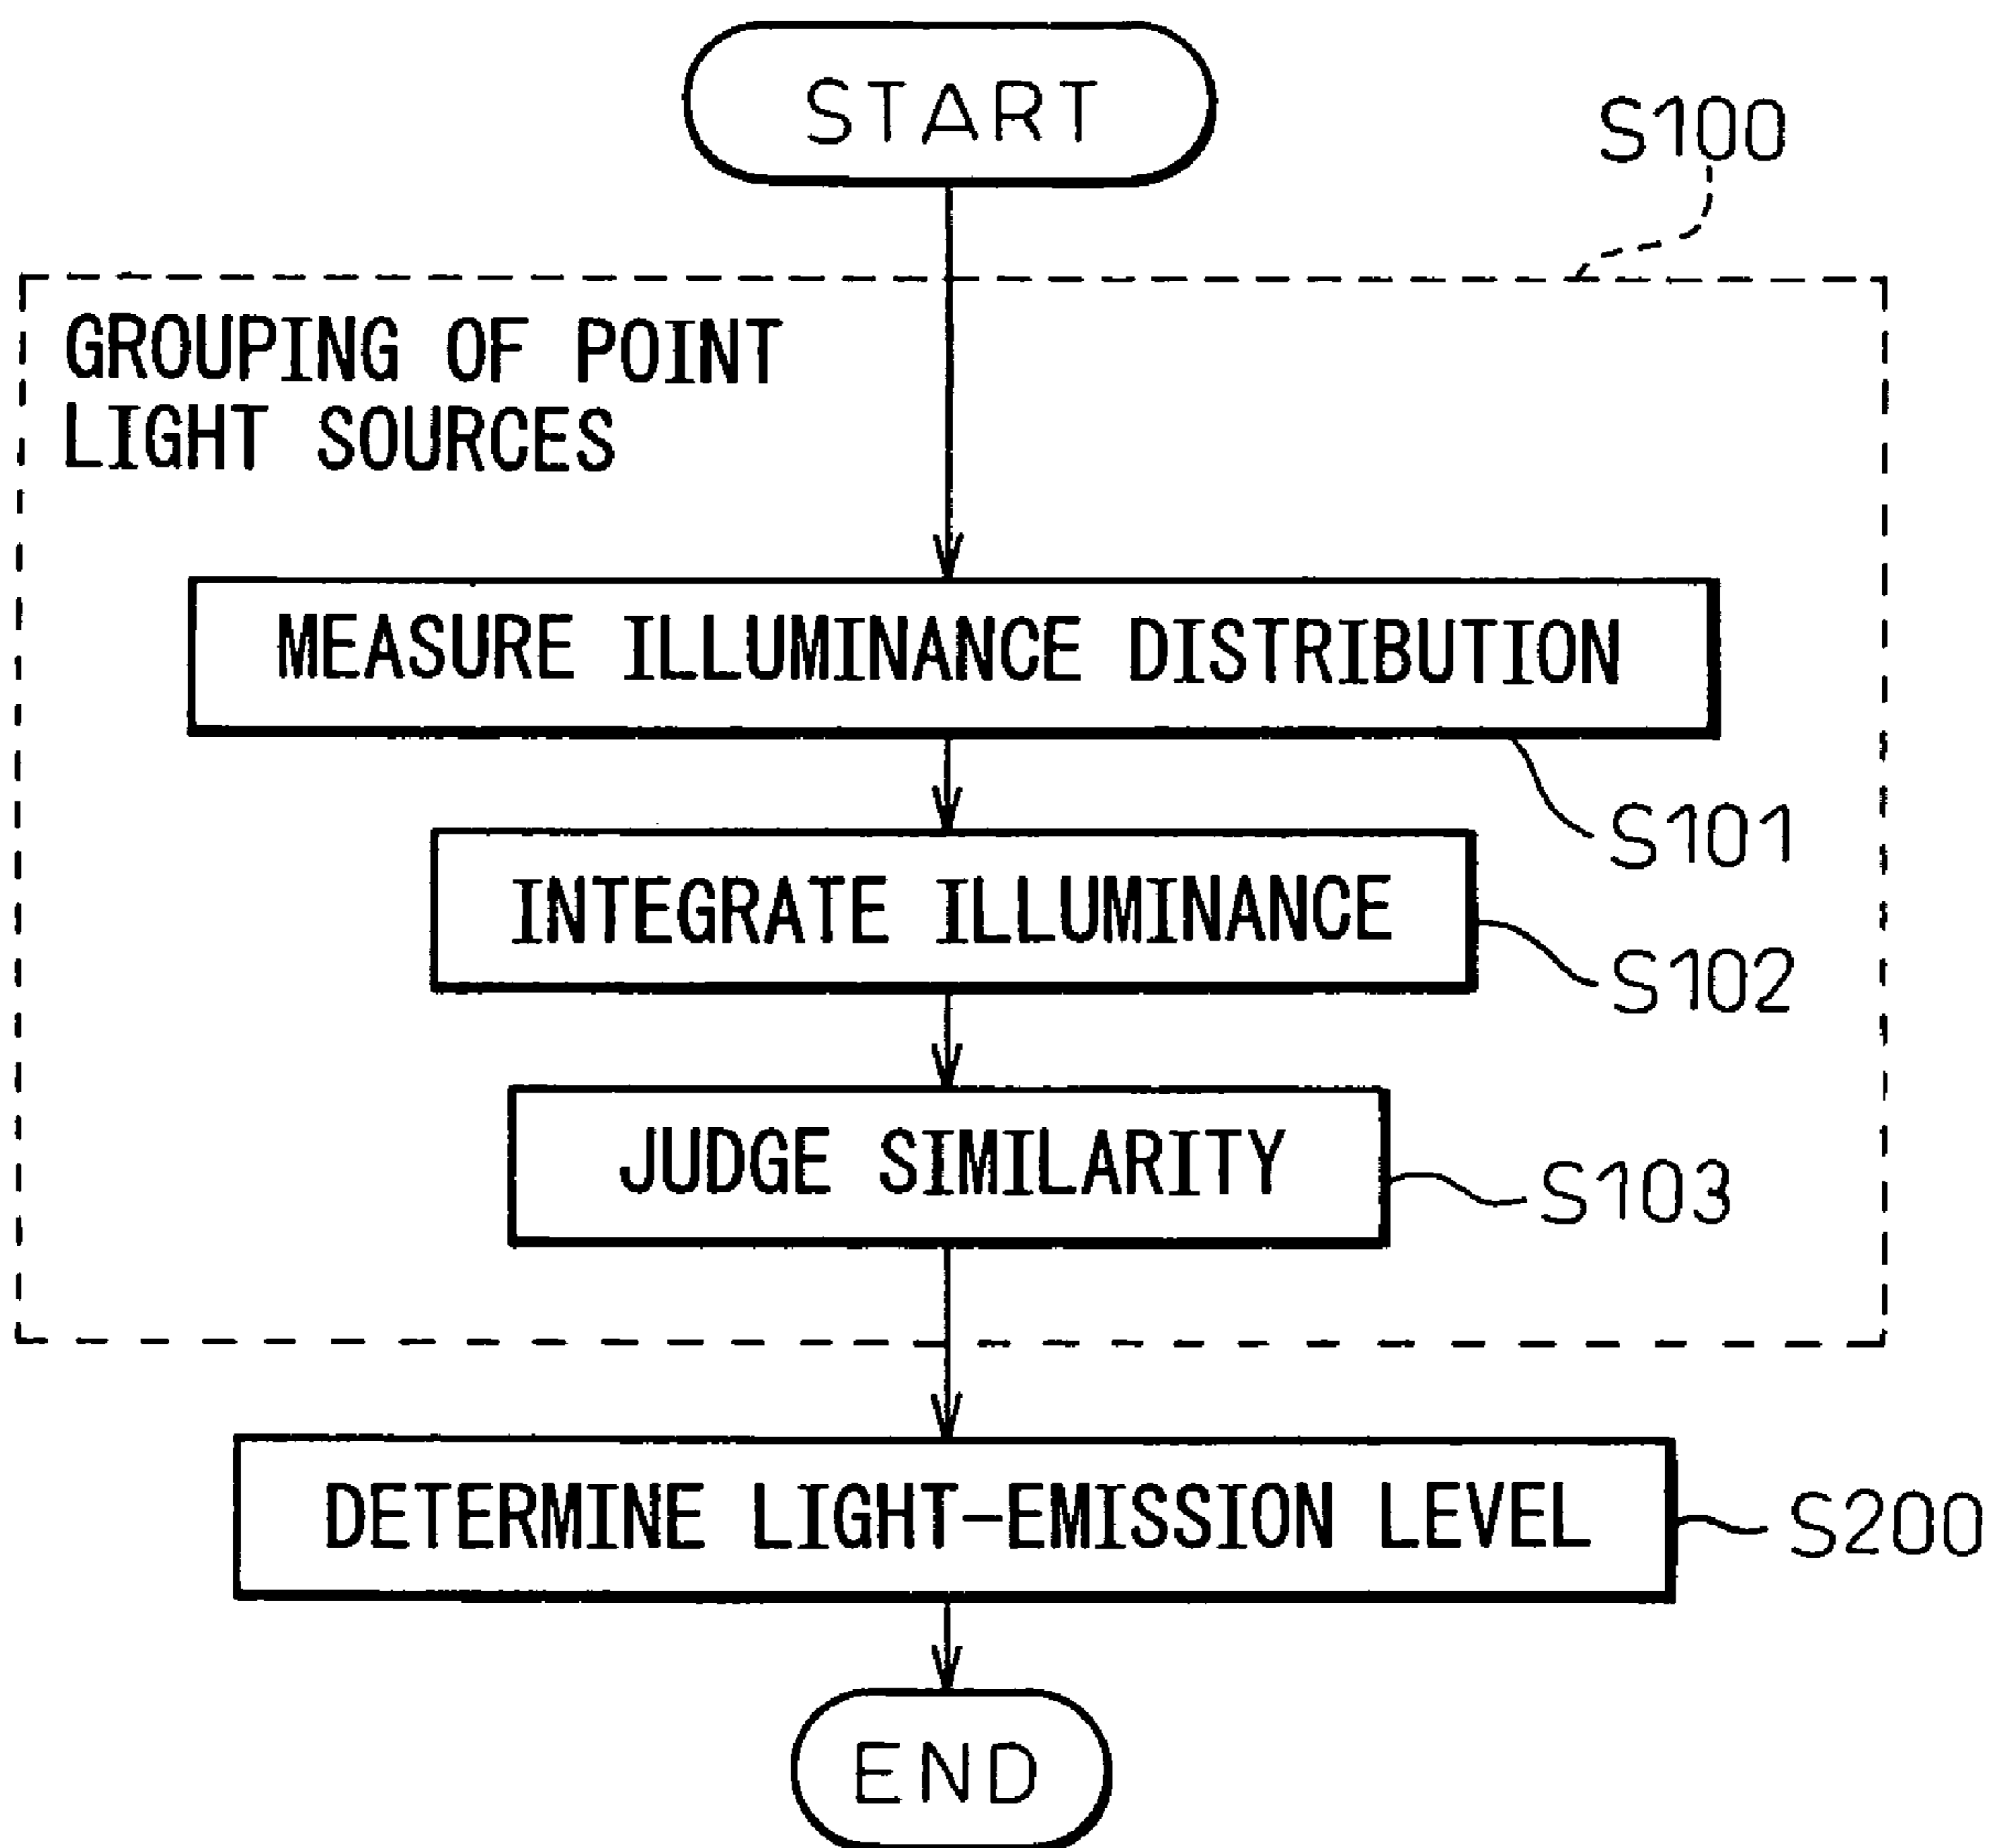 START
S100
GROUPING OF POINT
LIGHT SOURCES
MEASURE ILLUMINANCE DISTRIBUTION
S101
INTEGRATE ILLUMINANCE
S102
JUDGE SIMILARITY
S103
DETERMINE LIGHT-EMISSION LEVEL
S200
END